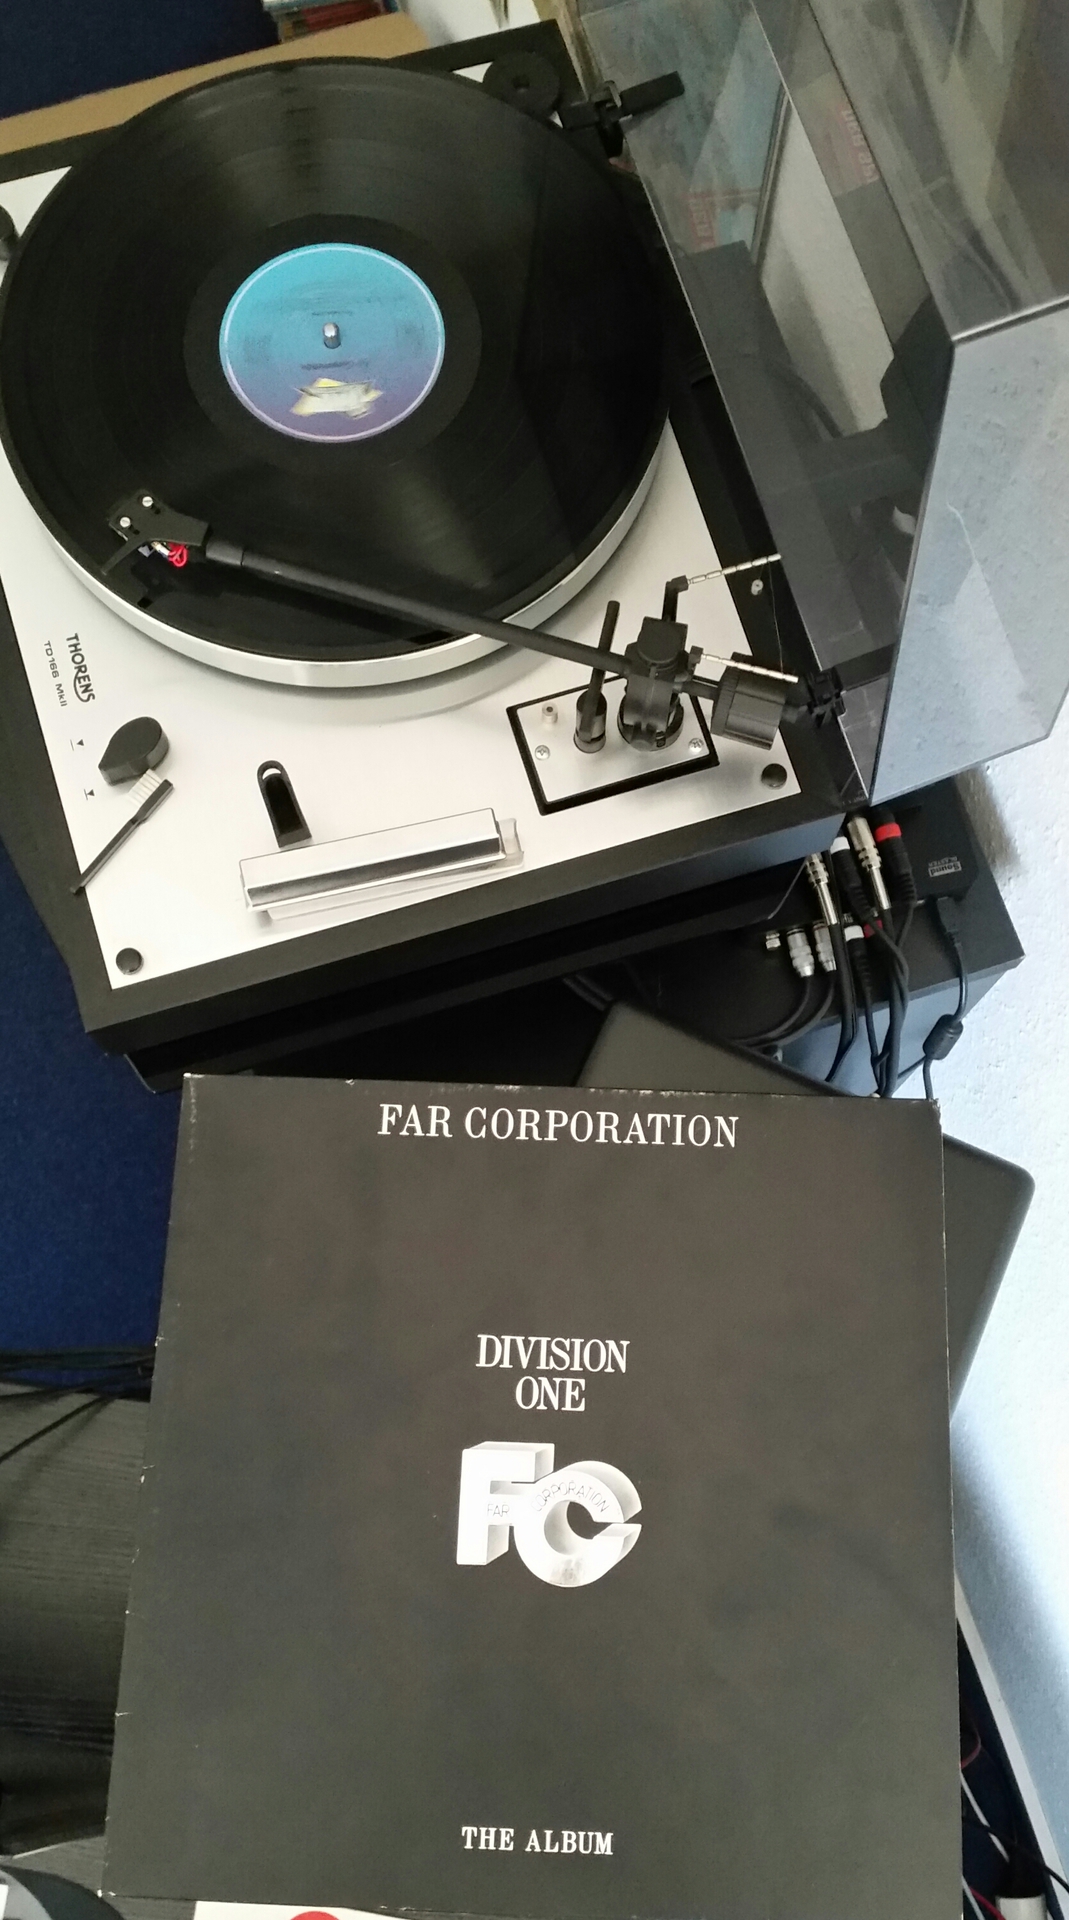 THORENS
TD166 MKII
FAR CORPORATION
DIVISION
ONE
FAR CORPORATION
THE ALBUM